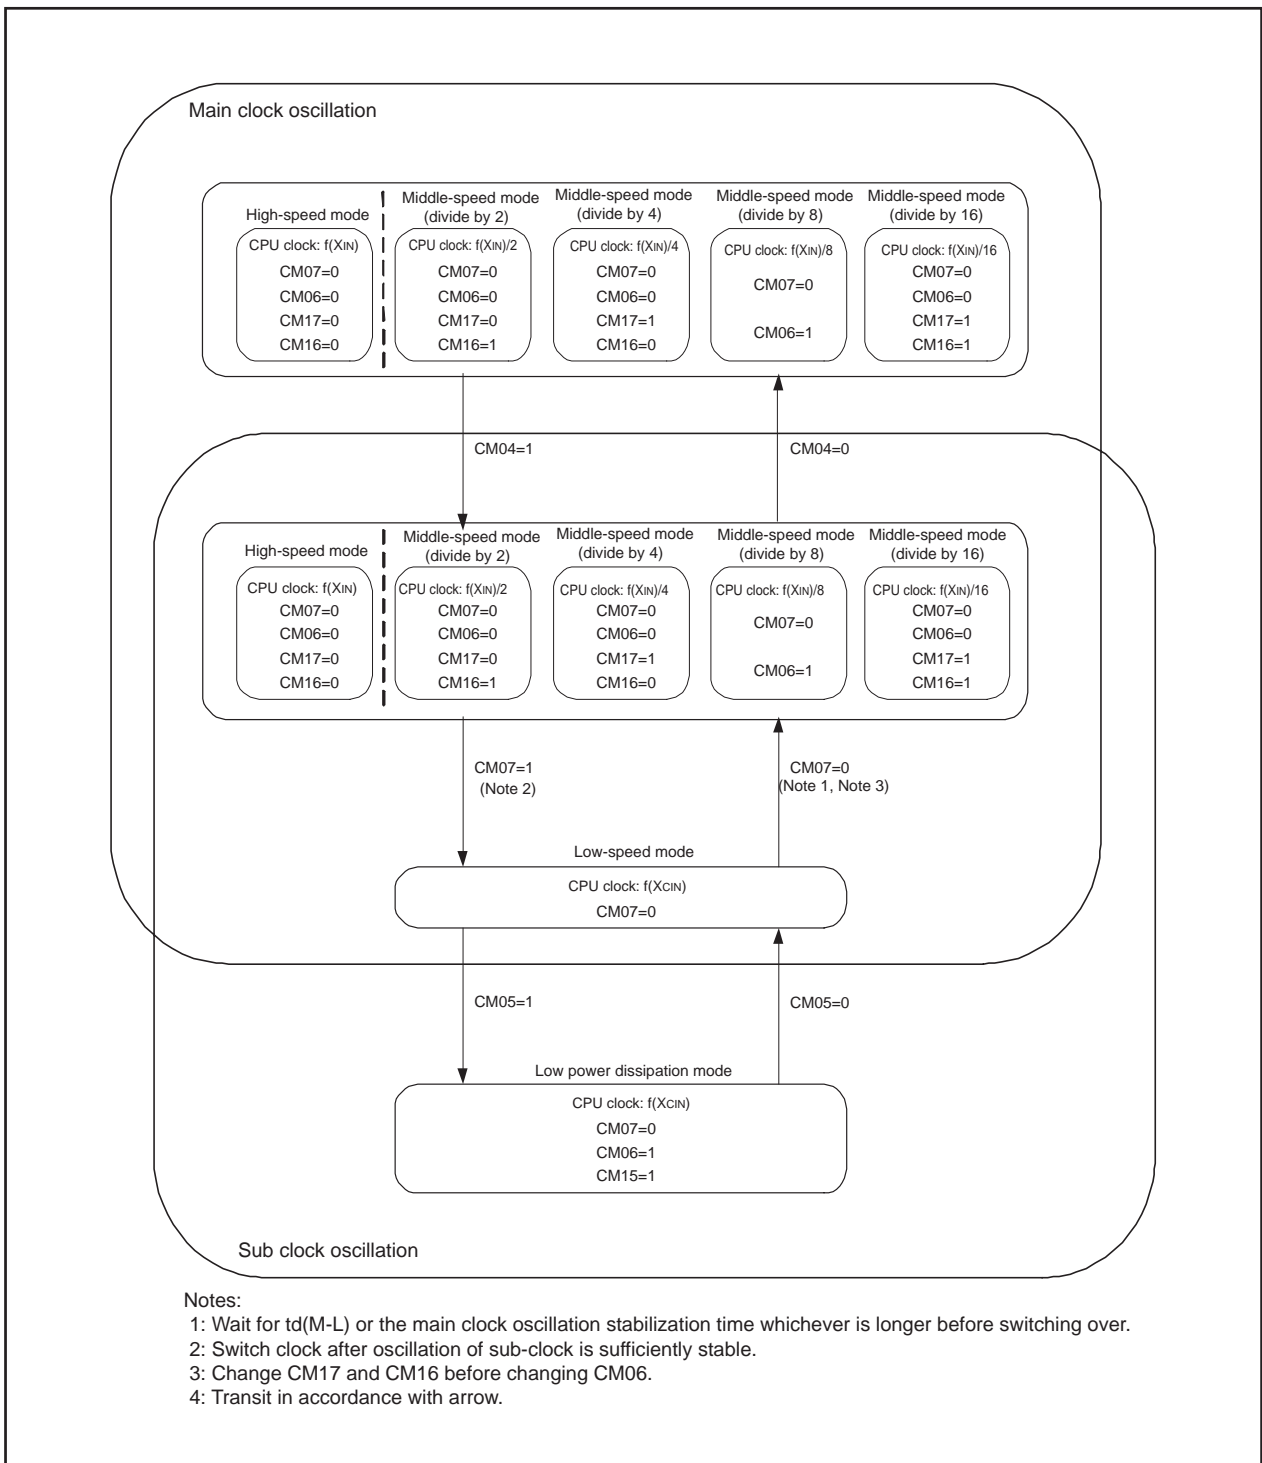 Main clock oscillation
High-speed mode
CPU clock: f(XIN)
CM07=0
CM06=0
CM17=0
CM16=0
Middle-speed mode
(divide by 2)
CPU clock: f(XIN)/2
CM07=0
CM06=0
CM17=0
CM16=1
Middle-speed mode
(divide by 4)
CPU clock: f(XIN)/4
CM07=0
CM06=0
CM17=1
CM16=0
Middle-speed mode
(divide by 8)
CPU clock: f(XIN)/8
CM07=0
CM06=1
Middle-speed mode
(divide by 16)
CPU clock: f(XIN)/16
CM07=0
CM06=0
CM17=1
CM16=1
CM04=1
CM04=0
High-speed mode
CPU clock: f(XIN)
CM07=0
CM06=0
CM17=0
CM16=0
Middle-speed mode
(divide by 2)
CPU clock: f(XIN)/2
CM07=0
CM06=0
CM17=0
CM16=1
Middle-speed mode
(divide by 4)
CPU clock: f(XIN)/4
CM07=0
CM06=0
CM17=1
CM16=0
Middle-speed mode
(divide by 8)
CPU clock: f(XIN)/8
CM07=0
CM06=1
Middle-speed mode
(divide by 16)
CPU clock: f(XIN)/16
CM07=0
CM06=0
CM17=1
CM16=1
CM07=1
(Note 2)
CM07=0
(Note 1, Note 3)
Low-speed mode
CPU clock: f(XCIN)
CM07=0
CM05=1
CM05=0
Low power dissipation mode
CPU clock: f(XCIN)
CM07=0
CM06=1
CM15=1
Sub clock oscillation
Notes:
1: Wait for td(M-L) or the main clock oscillation stabilization time whichever is longer before switching over.
2: Switch clock after oscillation of sub-clock is sufficiently stable.
3: Change CM17 and CM16 before changing CM06.
4: Transit in accordance with arrow.